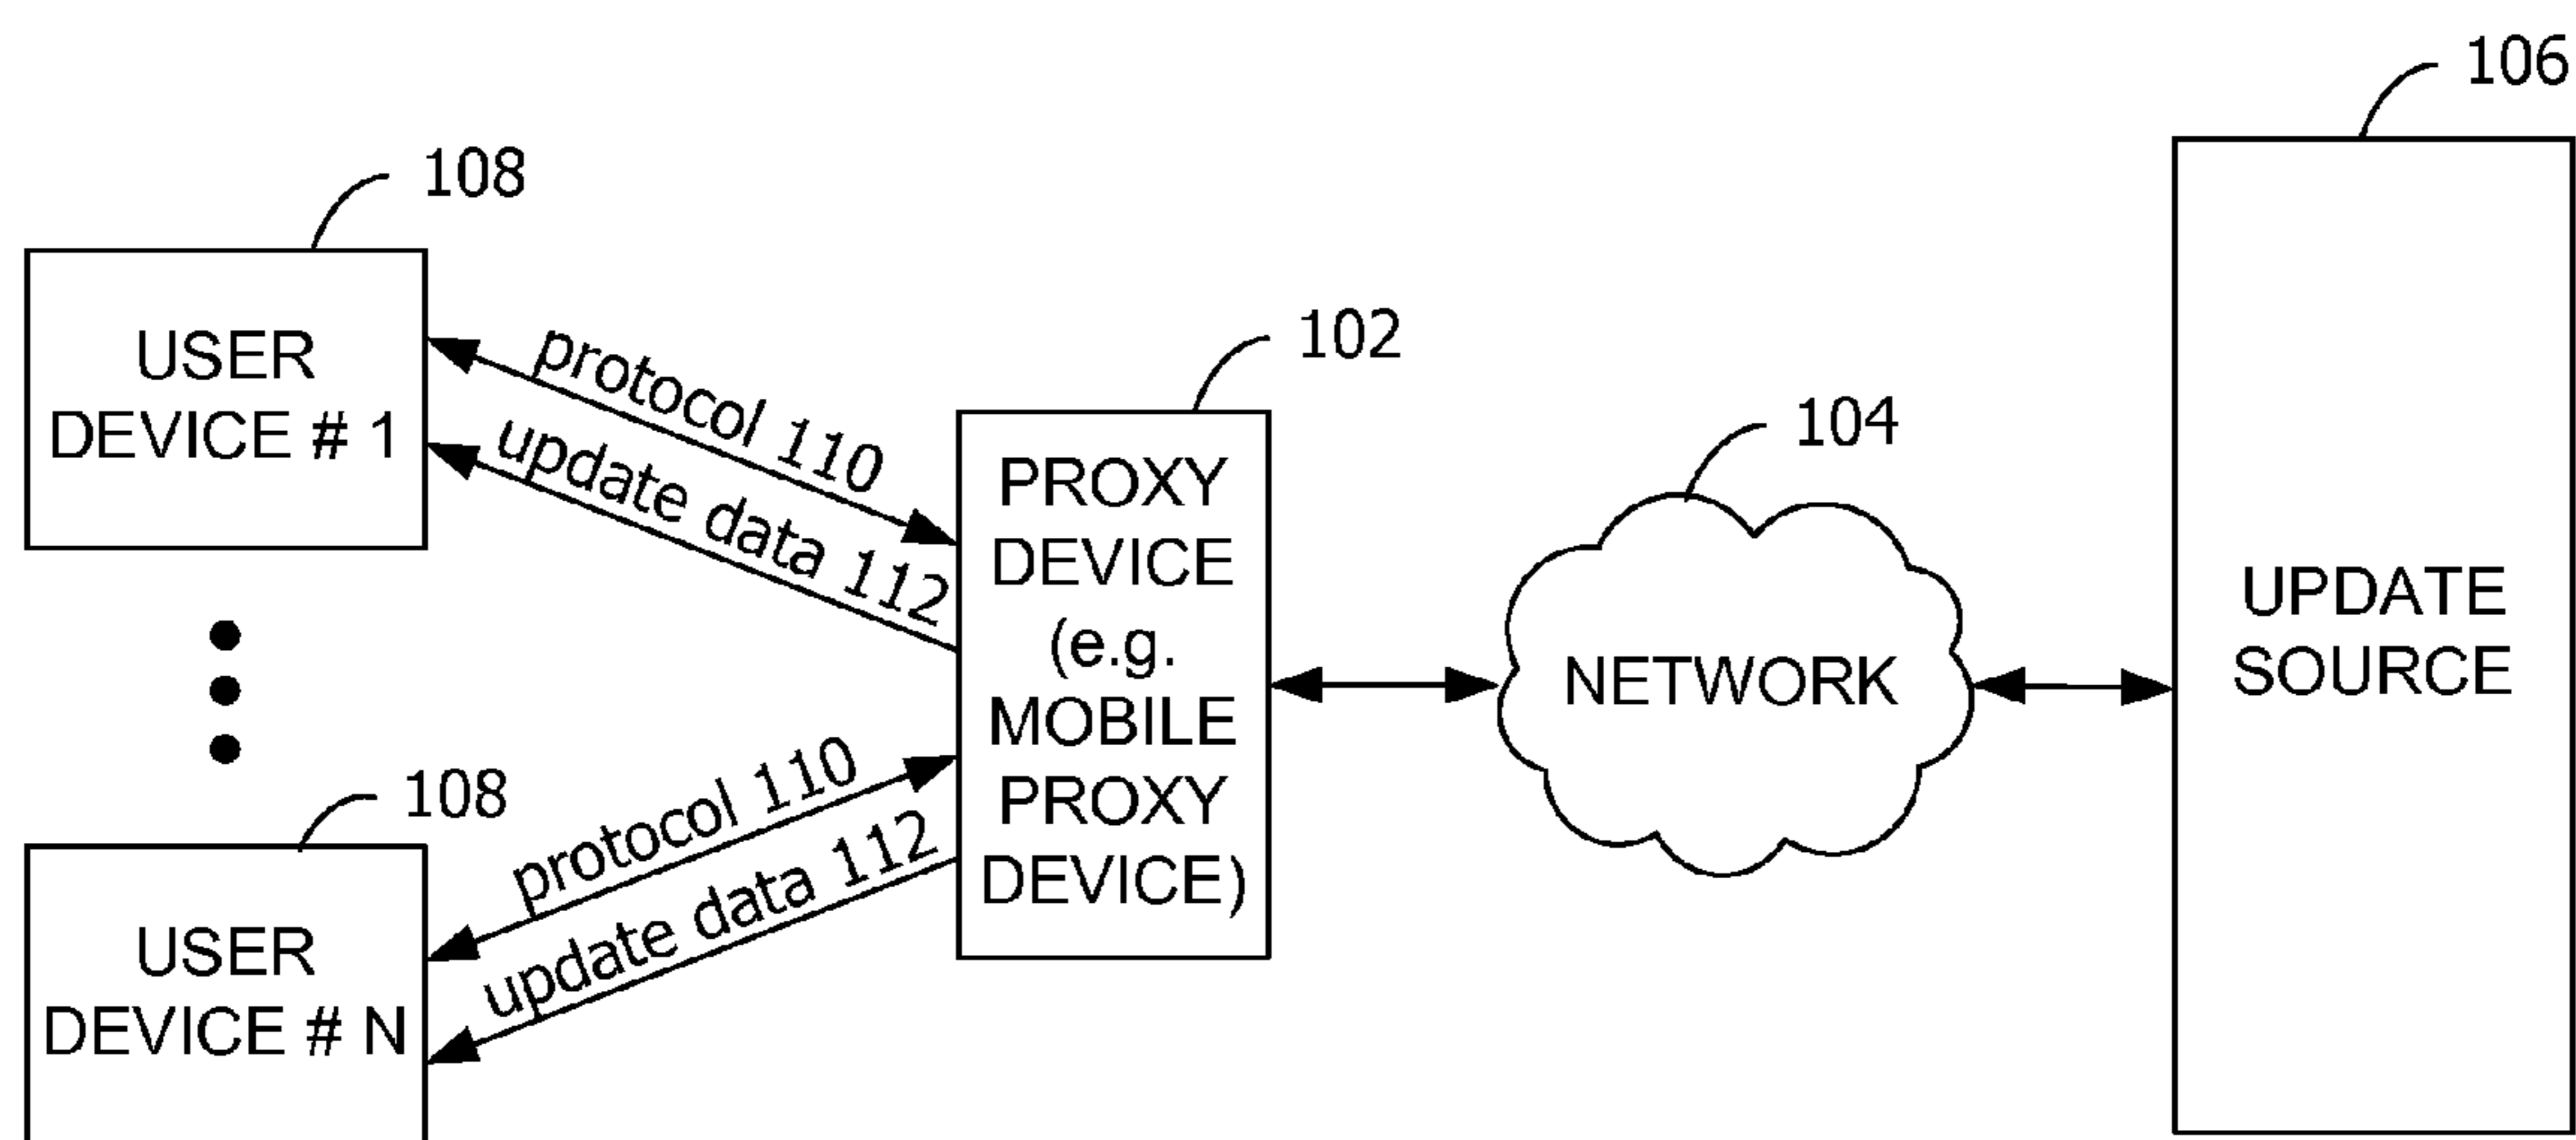 106
108
USER
DEVICE # 1
protocol 110
update data 112
102
PROXY
DEVICE
(e.g.
MOBILE
PROXY
DEVICE)
104
NETWORK
UPDATE
SOURCE
108
USER
DEVICE # N
protocol 110
update data 112